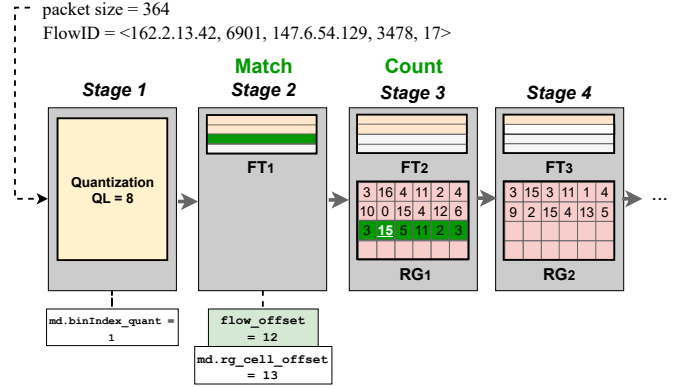 packet size = 364
FlowID = <162.2.13.42, 6901, 147.6.54.129, 3478, 17>
Match
Count
Stage 1
Stage 2
Stage 3
Stage 4
Quantization
QL = 8
FT1
FT2
FT3
3 16 4 11 2 4
10 0 15 4 12 6
3 15 5 11 2 3
RG1
3 15 3 11 1 4
9 2 15 4 13 5
RG2
...
md.binIndex_quant =
1
flow_offset
= 12
md.rg_cell_offset
= 13